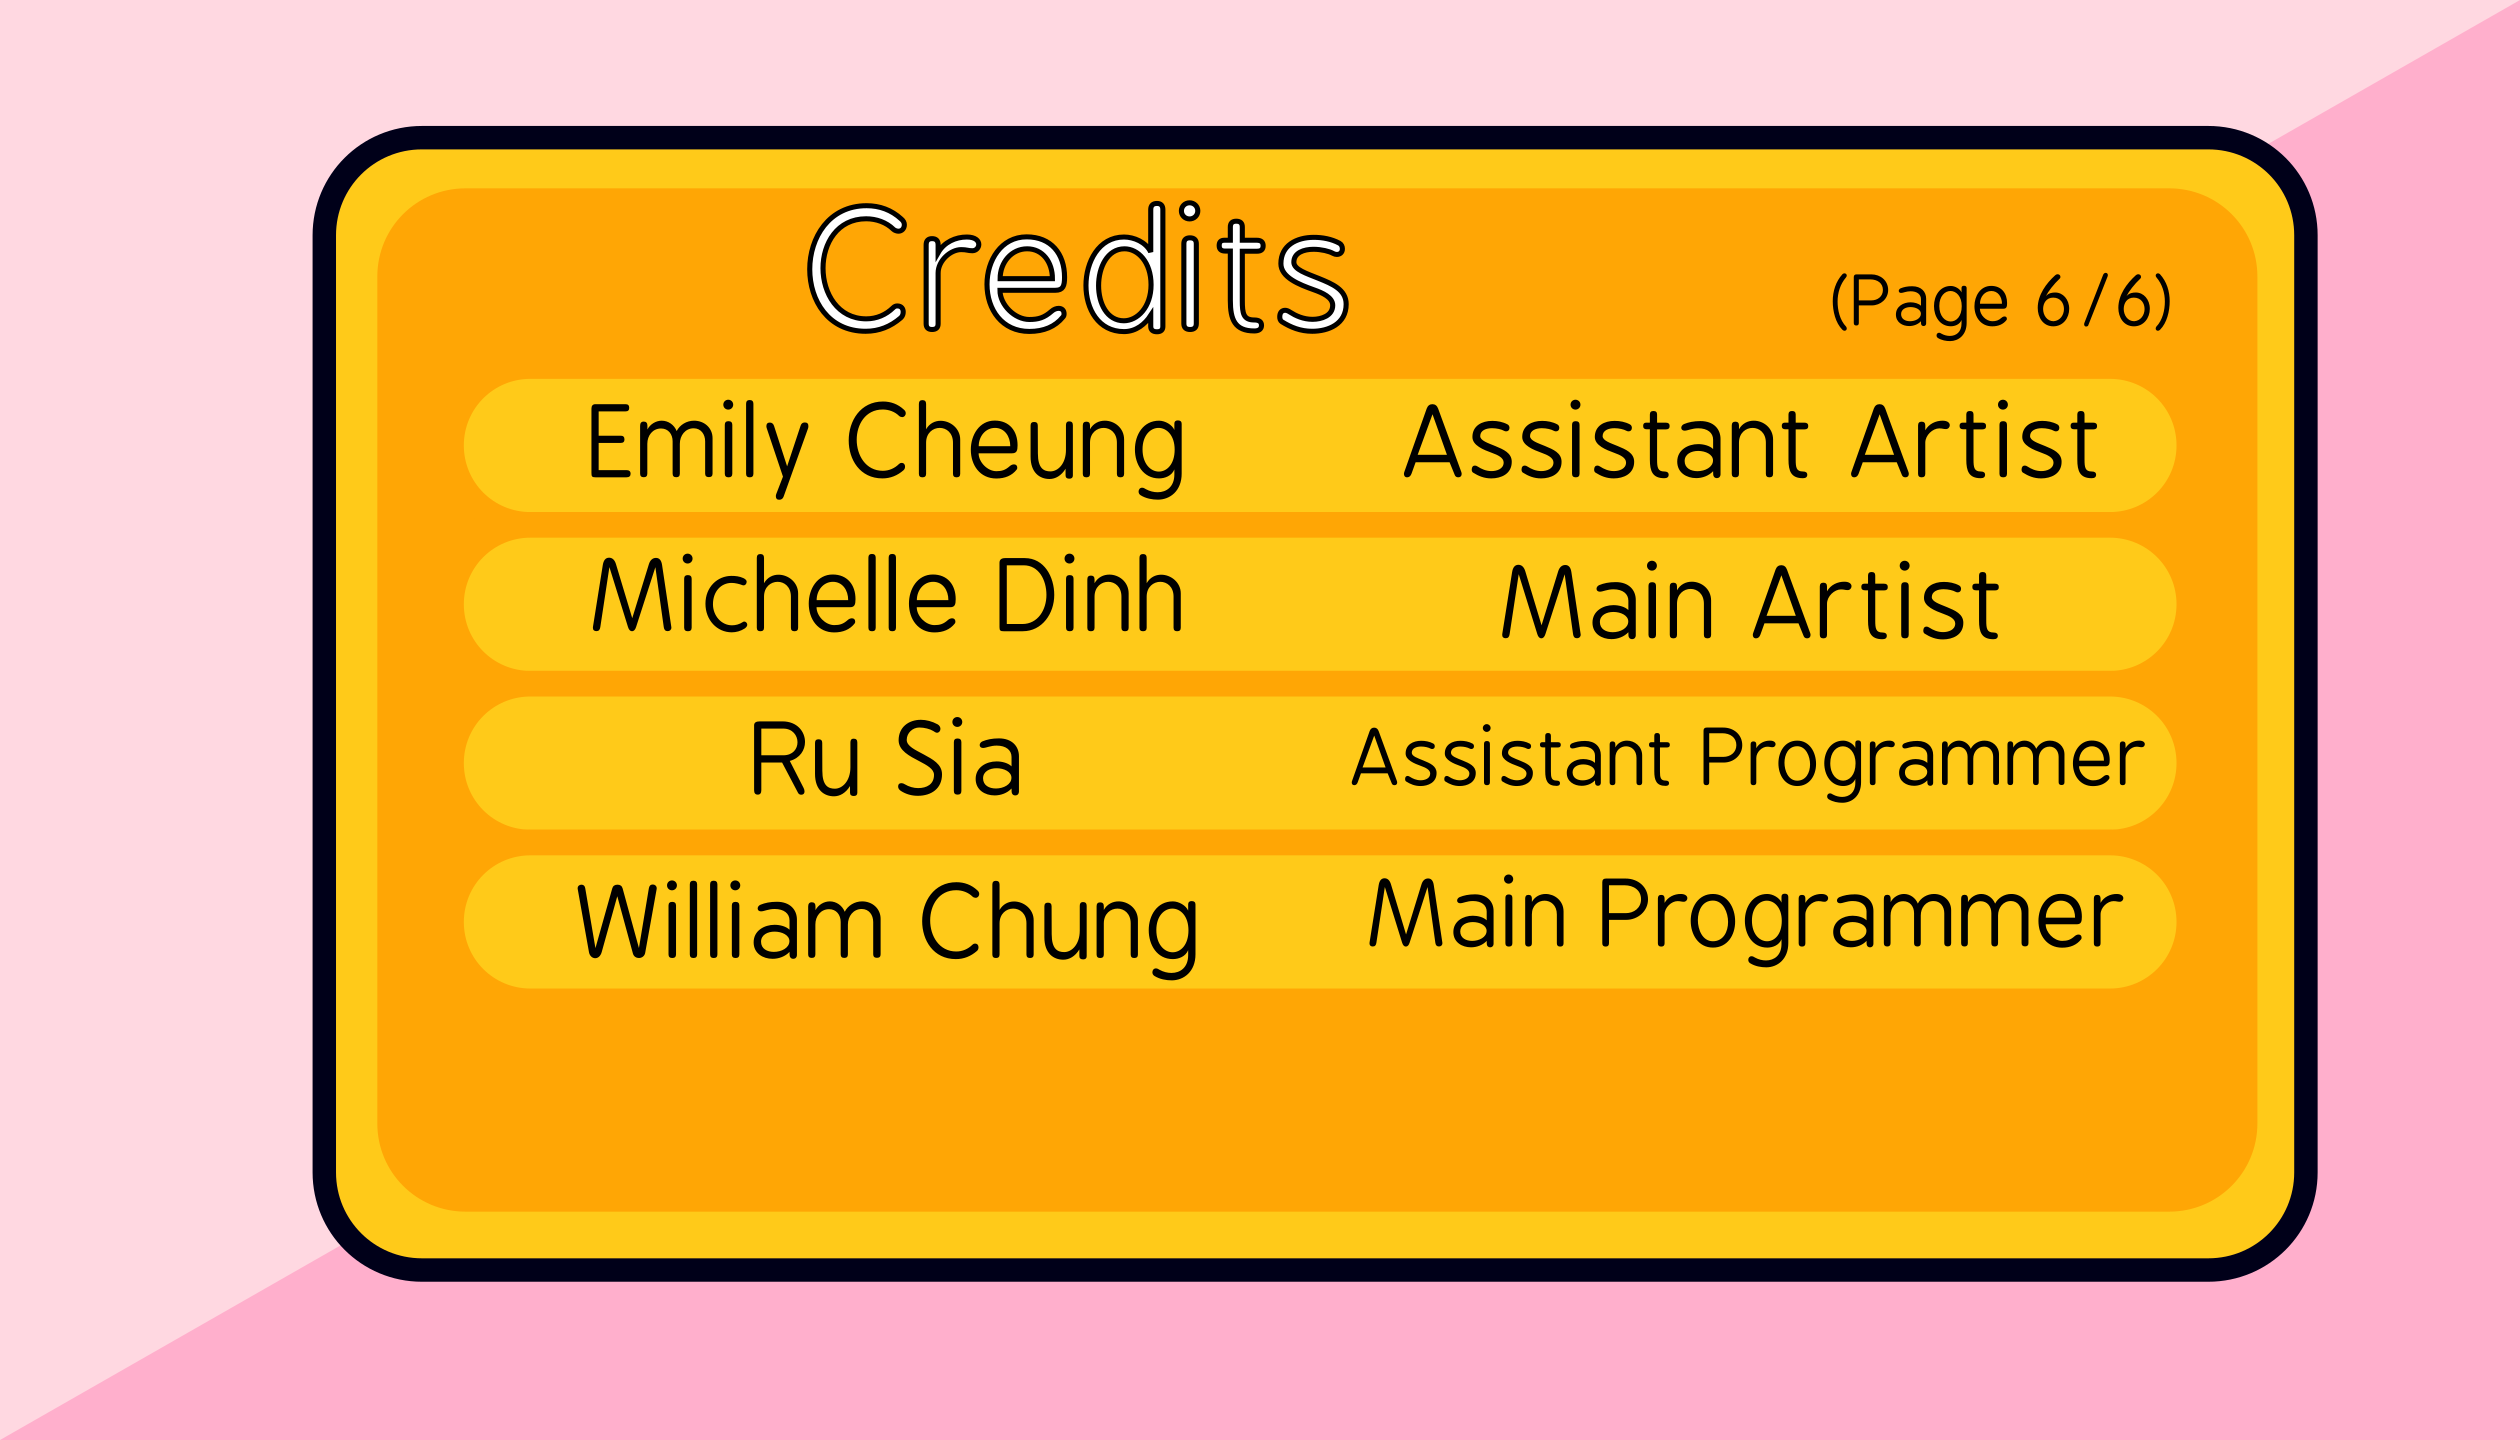 Credits
(Page 6/6)
Emily Cheung Assistant Artist
Michelle Dinh Main Artist
Ru Sia Assistant Programmer
William Chung Main Programmer